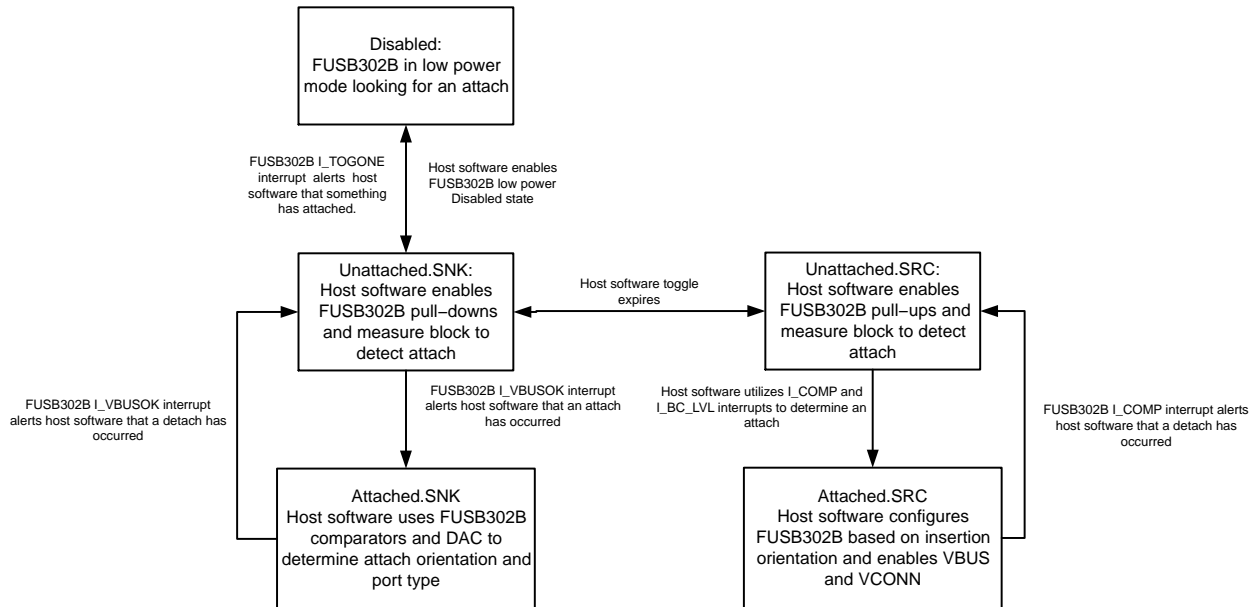 Disabled:
FUSB302B in low power
mode looking for an attach
FUSB302B I_TOGONE
interrupt alerts host
software that something
has attached.
Host software enables
FUSB302B low power
Disabled state
Unattached.SNK:
Host software enables
FUSB302B pull−downs
and measure block to
detect attach
Host software toggle
expires
Unattached.SRC:
Host software enables
FUSB302B pull−ups and
measure block to detect
attach
FUSB302B I_VBUSOK interrupt
alerts host software that a detach has
occurred
FUSB302B I_VBUSOK interrupt
alerts host software that an attach
has occurred
Host software utilizes I_COMP and
I_BC_LVL interrupts to determine an
attach
FUSB302B I_COMP interrupt alerts
host software that a detach has
occurred
Attached.SNK
Host software uses FUSB302B
comparators and DAC to
determine attach orientation and
port type
Attached.SRC
Host software configures
FUSB302B based on insertion
orientation and enables VBUS
and VCONN